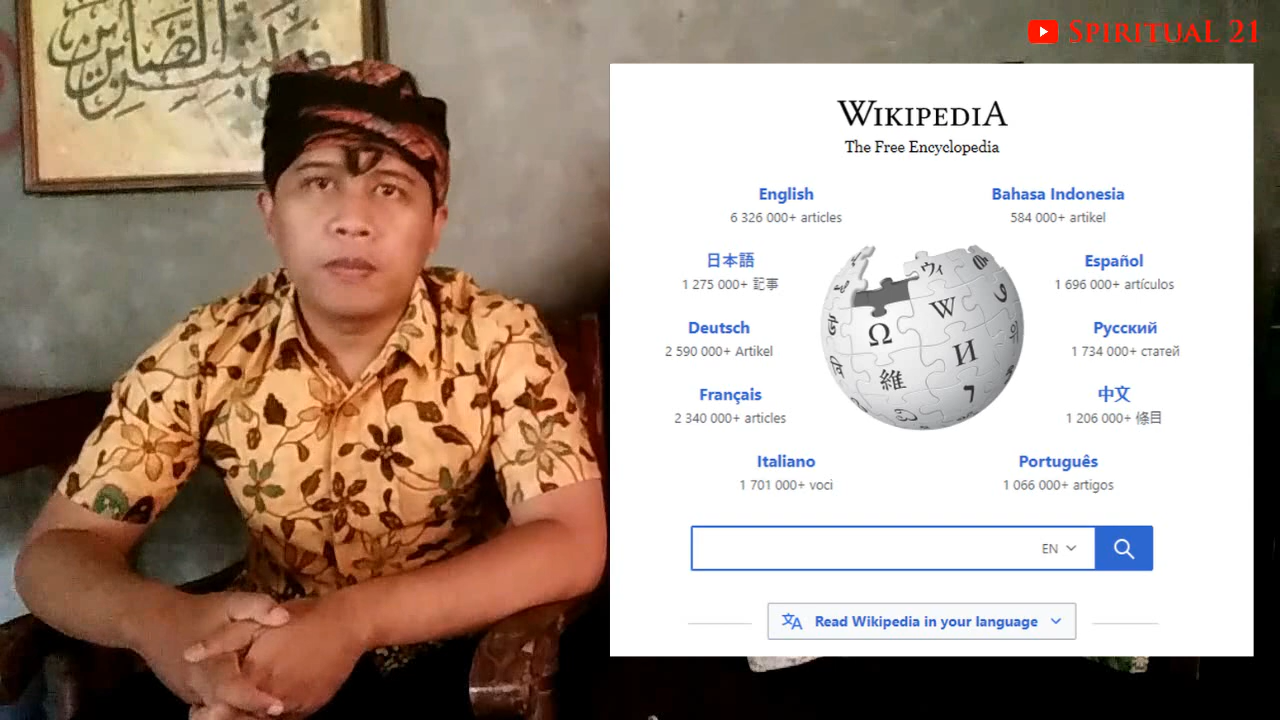 SPIRITUAL 21
WIKIPEDIA
The Free Encyclopedia
English
6 326 000+ articles
Bahasa Indonesia
584 000+ artikel
日本語
1 275 000+ 記事
Español
1 696 000+ artículos
Deutsch
2 590 000+ Artikel
Русский
1 734 000+ статей
Français
2 340 000+ articles
中文
1 206 000+ 條目
Italiano
1 701 000+ voci
Português
1 066 000+ artigos
Ω
W
И
維
ウィ
EN
Read Wikipedia in your language